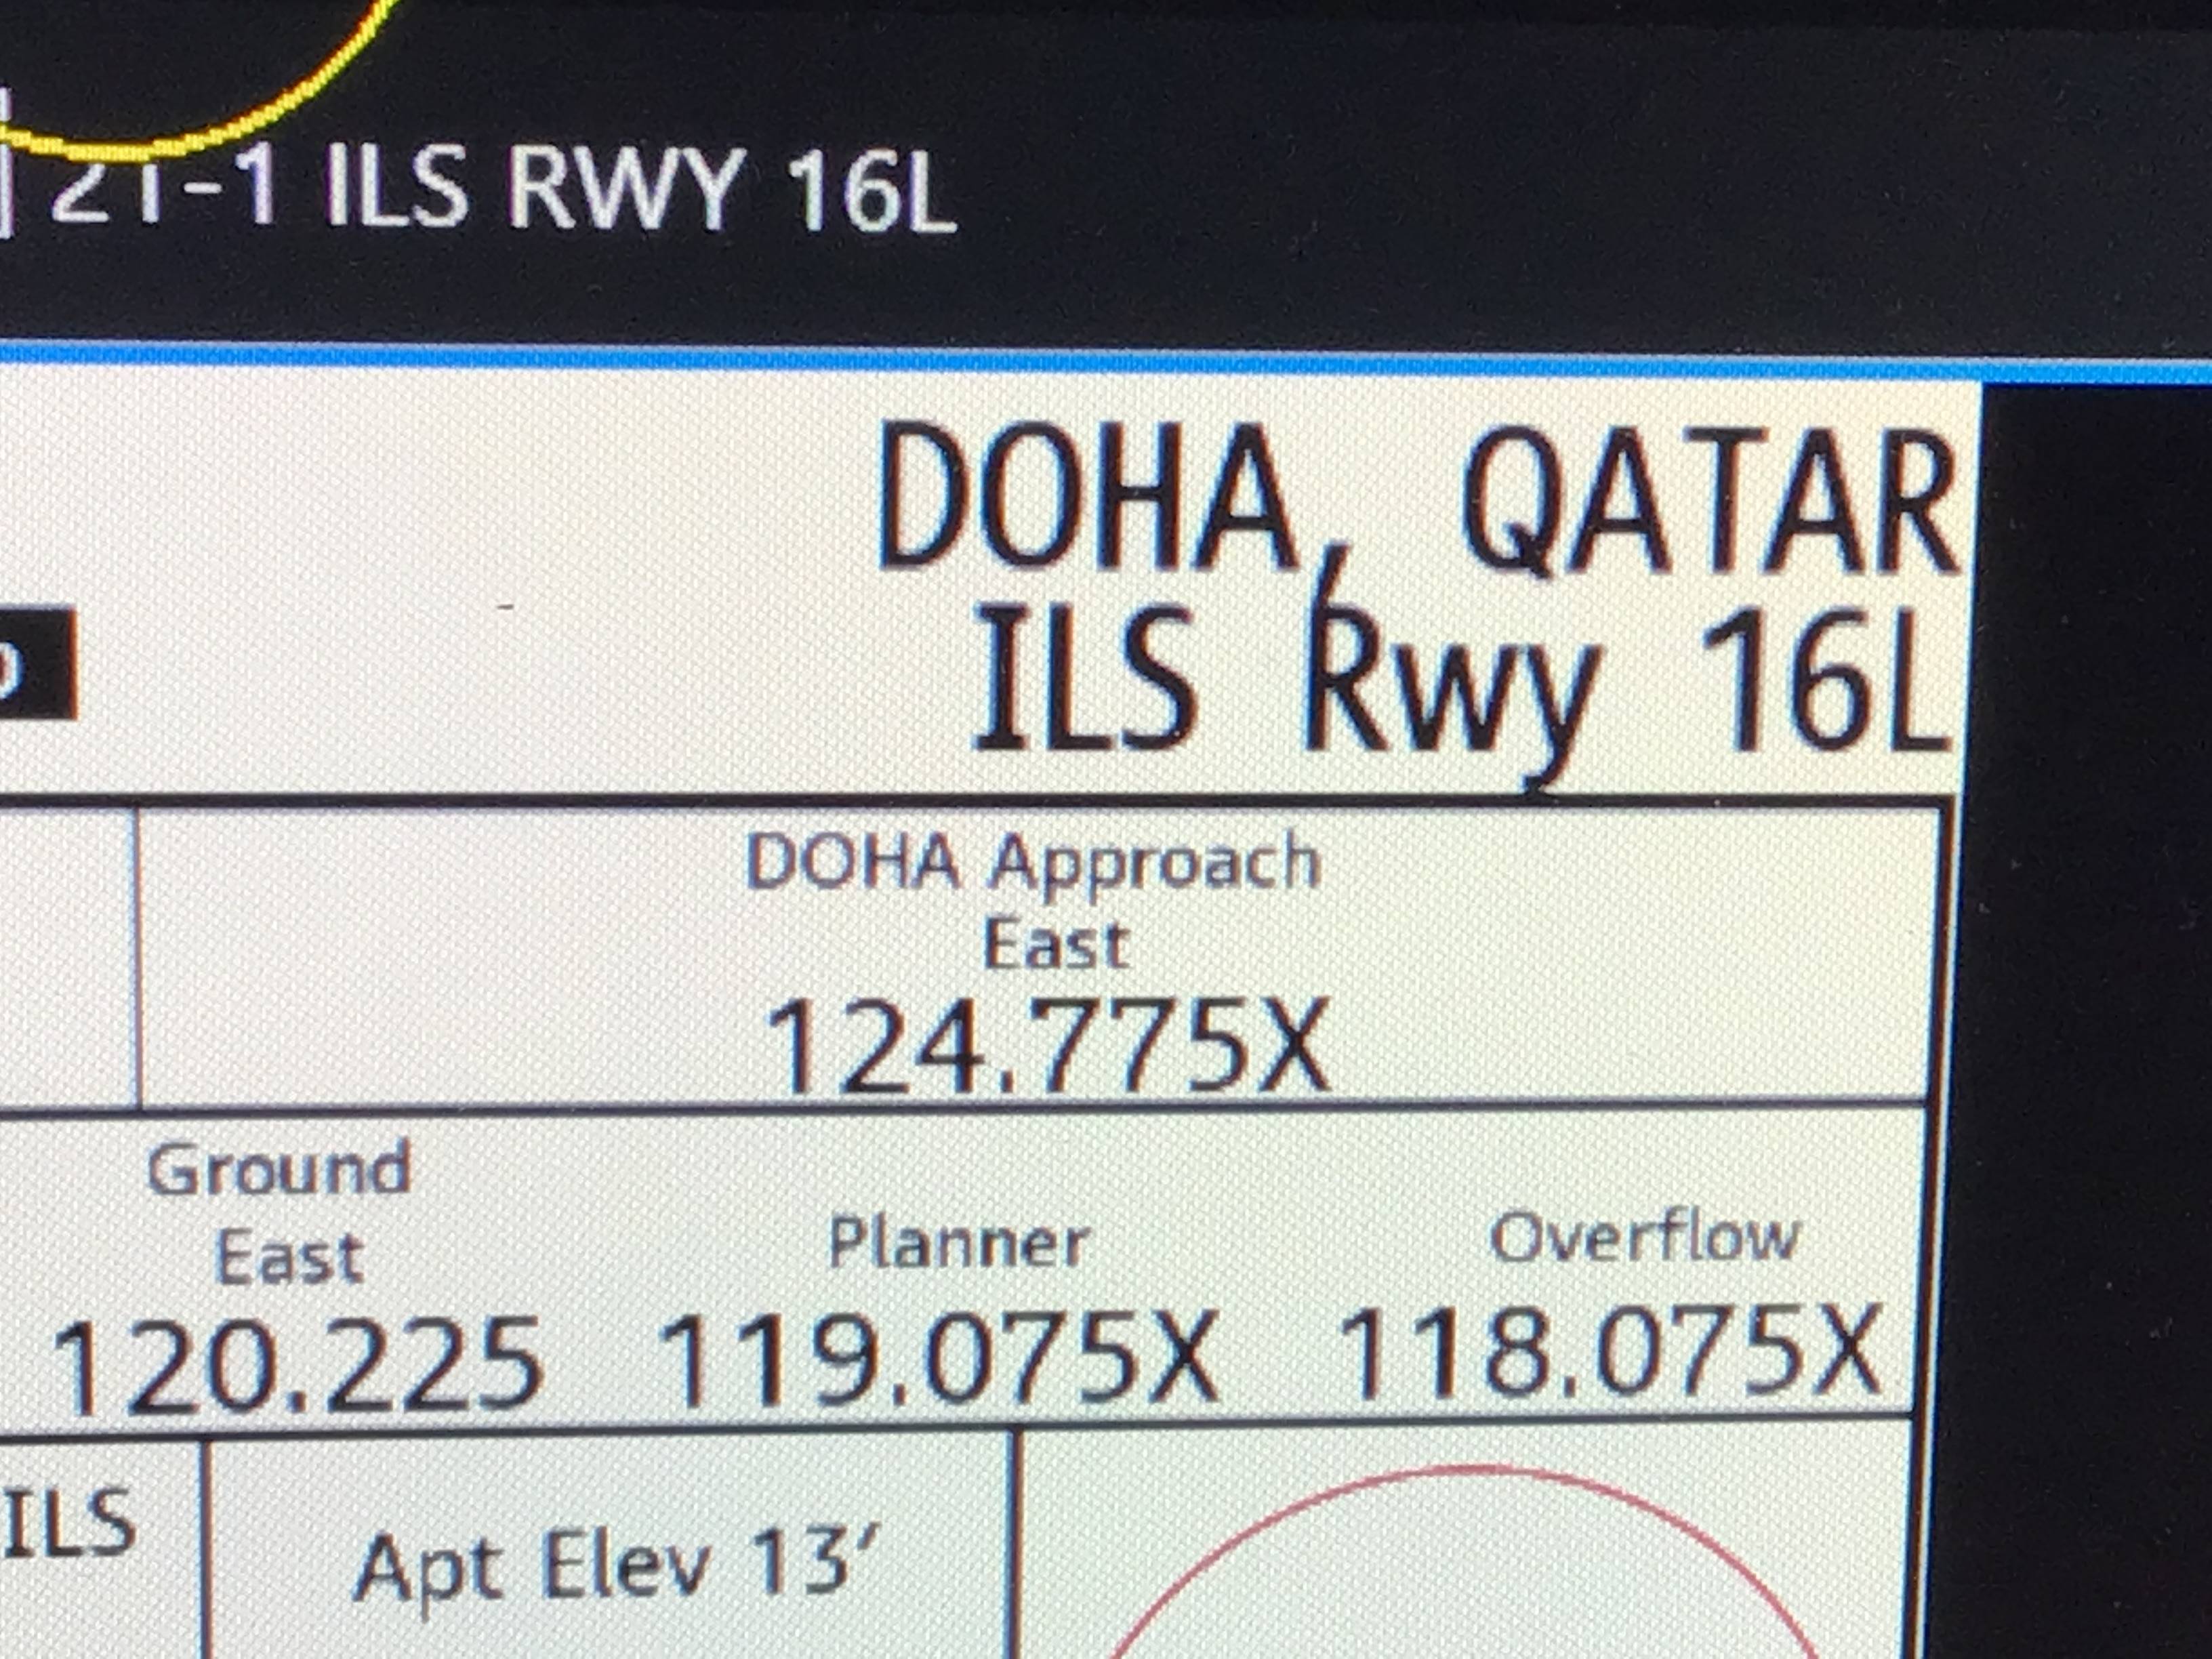 21-1 ILS RWY 16L
DOHA, QATAR
ILS Rwy 16L
DOHA Approach
East
124.775X
Ground
East
120.225
Planner
119.075X
Overflow
118.075X
ILS
Apt Elev 13'